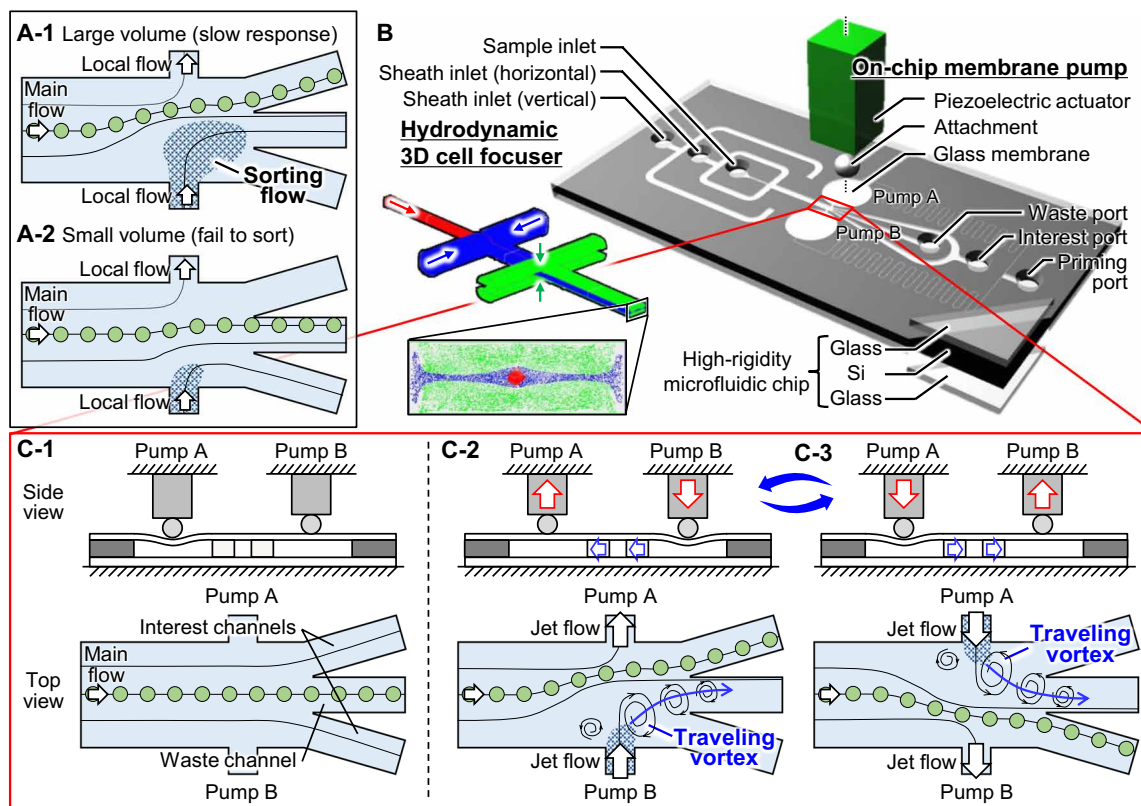 A-1 Large volume (slow response)
Local flow
Main
flow
Sorting
flow
Local flow
A-2 Small volume (fail to sort)
Local flow
Main
flow
Local flow
B
Sample inlet
Sheath inlet (horizontal)
Sheath inlet (vertical)
Hydrodynamic
3D cell focuser
On-chip membrane pump
Piezoelectric actuator
Attachment
Glass membrane
Pump A
Pump B
Waste port
Interest port
Priming
port
High-rigidity
microfluidic chip
Glass
Si
Glass
C-1
Pump A Pump B
Side
view
Pump A
Interest channels
Main
flow
Top
view
Waste channel
Pump B
C-2
Pump A Pump B
Pump A
Jet flow
Traveling
vortex
Jet flow
Pump B
C-3
Pump A Pump B
Pump A
Jet flow
Traveling
vortex
Jet flow
Pump B